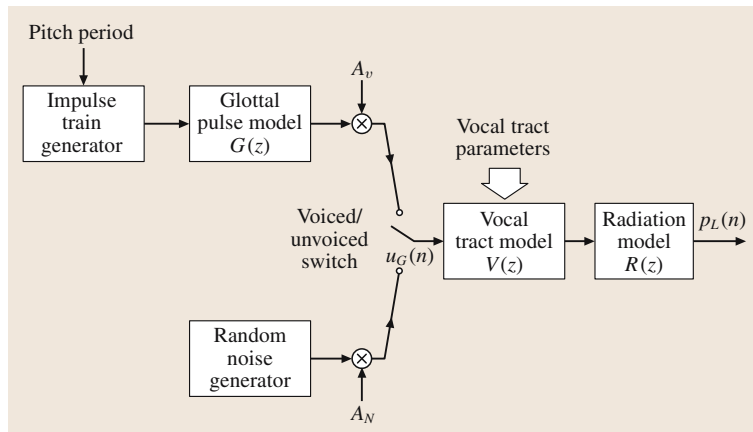 Pitch period
Impulse
train
generator
Glottal
pulse model
G(z)
A_v
Vocal tract
parameters
Voiced/
unvoiced
switch
u_G(n)
Vocal
tract model
V(z)
Radiation
model
R(z)
p_L(n)
Random
noise
generator
A_N